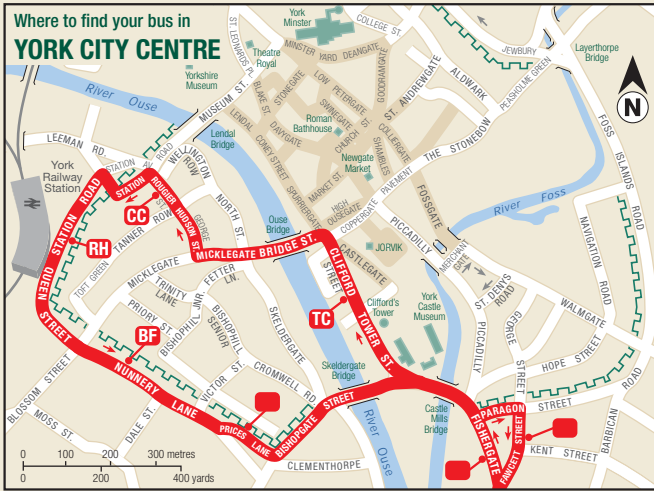 Where to find your bus in
YORK CITY CENTRE
York
Minster
COLLEGE ST.
ST. LEONARDS PL.
MINSTER YARD
DEANGATE
JEWBURY
Layerthorpe
Bridge
Theatre
Royal
Yorkshire
Museum
River Ouse
MUSEUM ST.
BLAKE ST.
STONEGATE
LOW PETERGATE
GOODRAMGATE
ST. ANDREWGATE
ALDWARK
PEASHOLME GREEN
N
SWINEGATE
Roman
Bathhouse
CHURCH ST.
COLLIERGATE
SHAMBLES
THE STONEBOW
FOSS ISLANDS ROAD
LENDAL
DAVYGATE
CONEY STREET
Newgate
Market
MARKET ST.
SPURRIERGATE
Lendal
Bridge
LEEMAN RD.
STATION AV.
ROAD
WELLINGTON
ROW
York
Railway
Station
STATION
ROUGIER
ST.
CC
HUDSON ST.
GEORGE
NORTH ST.
HIGH
OUSEGATE
COPPERGATE
PAVEMENT
FOSSGATE
River Foss
PICCADILLY
MERCHANT
GATE
NAVIGATION ROAD
STATION ROAD
RH
TANNER ROW
TOFT GREEN
Ouse
Bridge
MICKLEGATE BRIDGE ST.
JORVIK
CASTLEGATE
CLIFFORD
STREET
TC
Clifford's
Tower
York
Castle
Museum
TOWER ST.
ST. DENYS
ROAD
WALMGATE
QUEEN
STREET
MICKLEGATE
TRINITY
LANE
FETTER
LN.
PRIORY ST.
BISHOPHILL JNR.
BISHOPHILL
SENIOR
SKELDERGATE
PICCADILLY
GEORGE
STREET
HOPE STREET
BF
NUNNERY LANE
VICTOR ST.
CROMWELL RD
Skeldergate
Bridge
BLOSSOM STREET
MOSS ST.
DALE ST.
PRICES
LANE
BISHOPGATE
STREET
River Ouse
Castle
Mills
Bridge
PARAGON
STREET
STREET
FISHERGATE
FAWCETT
KENT STREET
BARBICAN
ROAD
CLEMENTHORPE
0 100 200 300 metres
0 200 400 yards